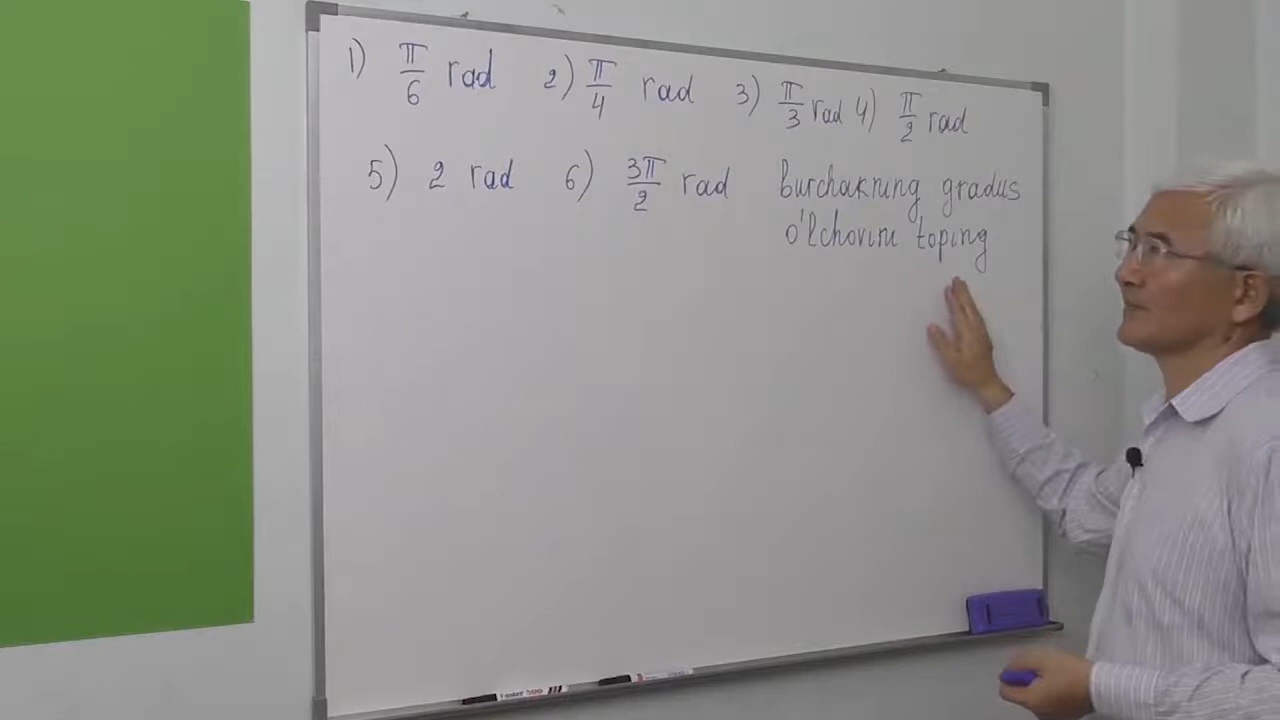 1) π/6 rad 2) π/4 rad 3) π/3 rad 4) π/2 rad
5) 2 rad 6) 3π/2 rad burchakning gradus
o'lchovini toping